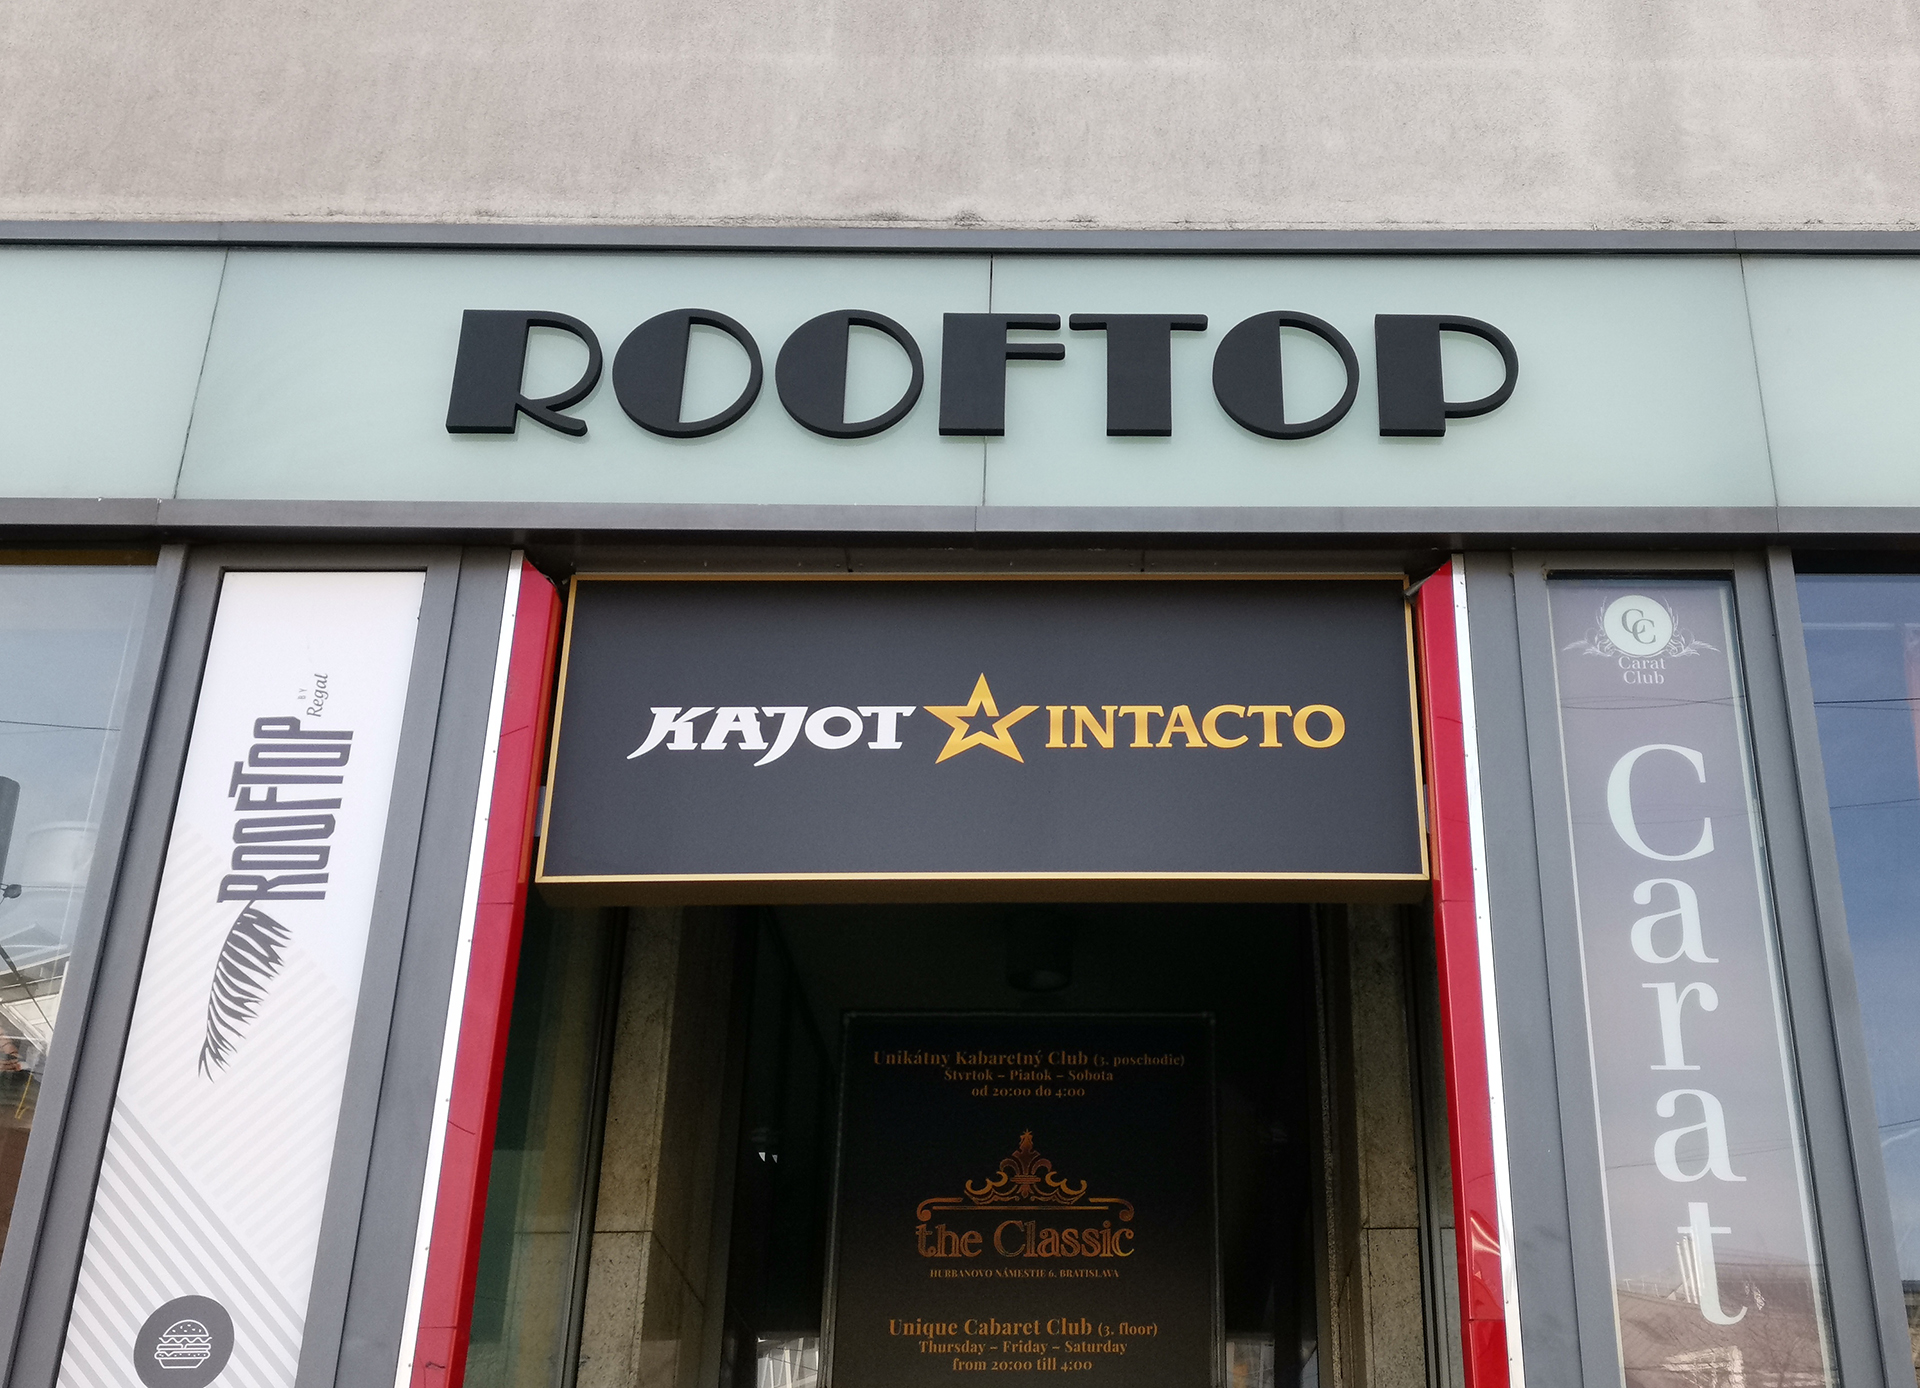 ROOFTOP
ROOFTOP
BY
Regal
KAJOT INTACTO
CC
Carat
Club
Carat
Unikátny Kabaretný Club (3. poschodie)
Štvrtok – Piatok – Sobota
od 20:00 do 4:00
the Classic
HURBANOVO NÁMESTIE 6. BRATISLAVA
Unique Cabaret Club (3. floor)
Thursday – Friday – Saturday
from 20:00 till 4:00